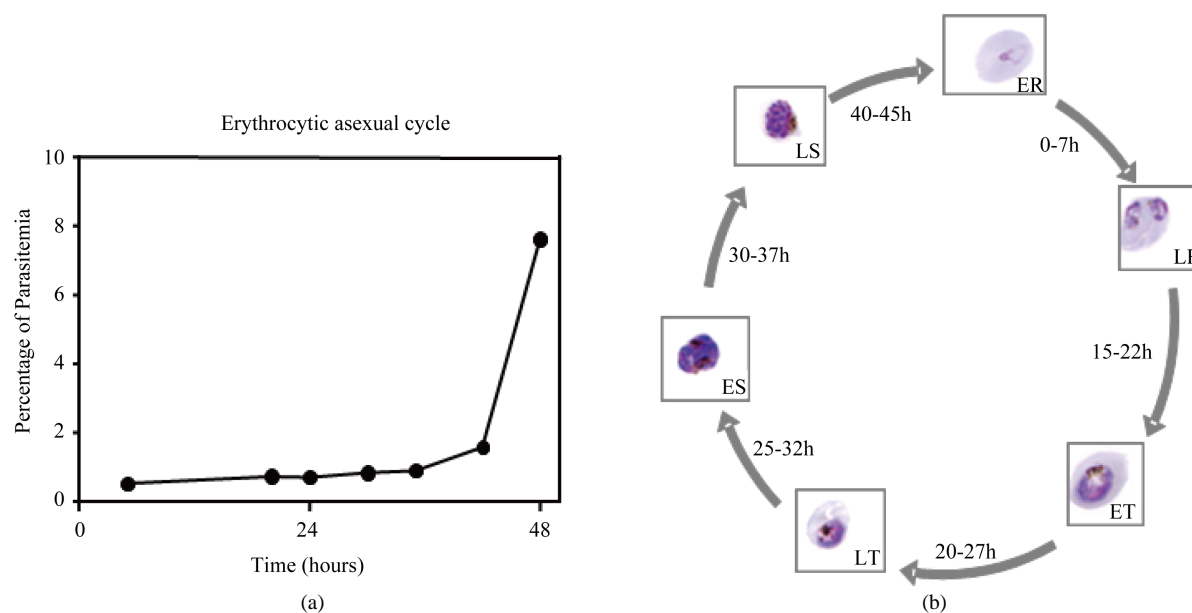 Erythrocytic asexual cycle
10
8
6
4
2
0
Percentage of Parasitemia
0
24
48
Time (hours)
(a)
ER
0-7h
15-22h
ET
20-27h
LT
25-32h
ES
30-37h
LS
40-45h
(b)